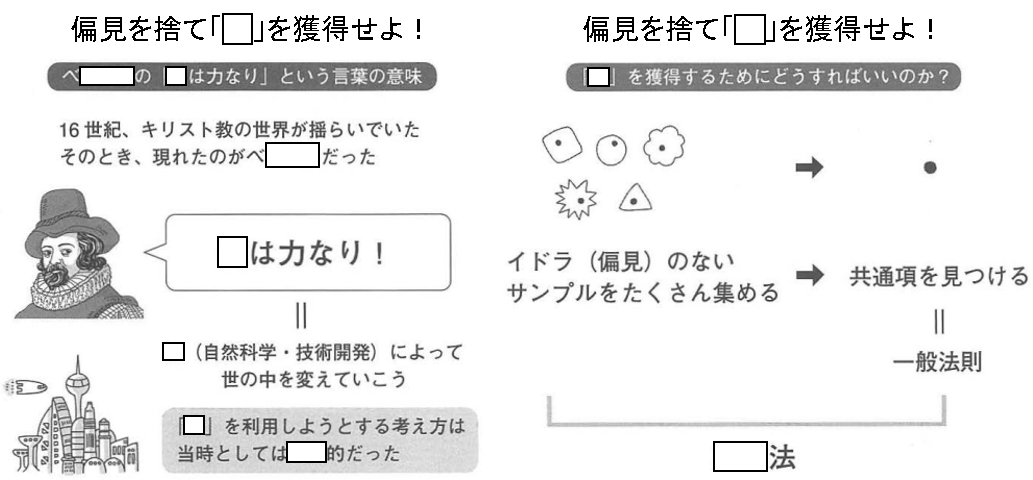 偏見を捨て「□」を獲得せよ！
ベ□の「□は力なり」という言葉の意味
16世紀、キリスト教の世界が揺らいでいた
そのとき、現れたのがベ□だった
□は力なり！
□（自然科学・技術開発）によって
世の中を変えていこう
「□」を利用しようとする考え方は
当時としては□的だった
偏見を捨て「□」を獲得せよ！
「□」を獲得するためにどうすればいいのか？
イドラ（偏見）のない
サンプルをたくさん集める
共通項を見つける
一般法則
□法